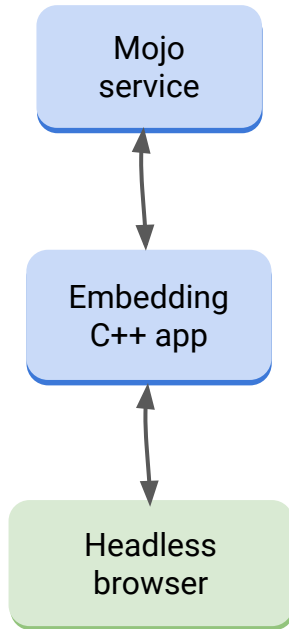 Mojo
service
Embedding
C++ app
Headless
browser